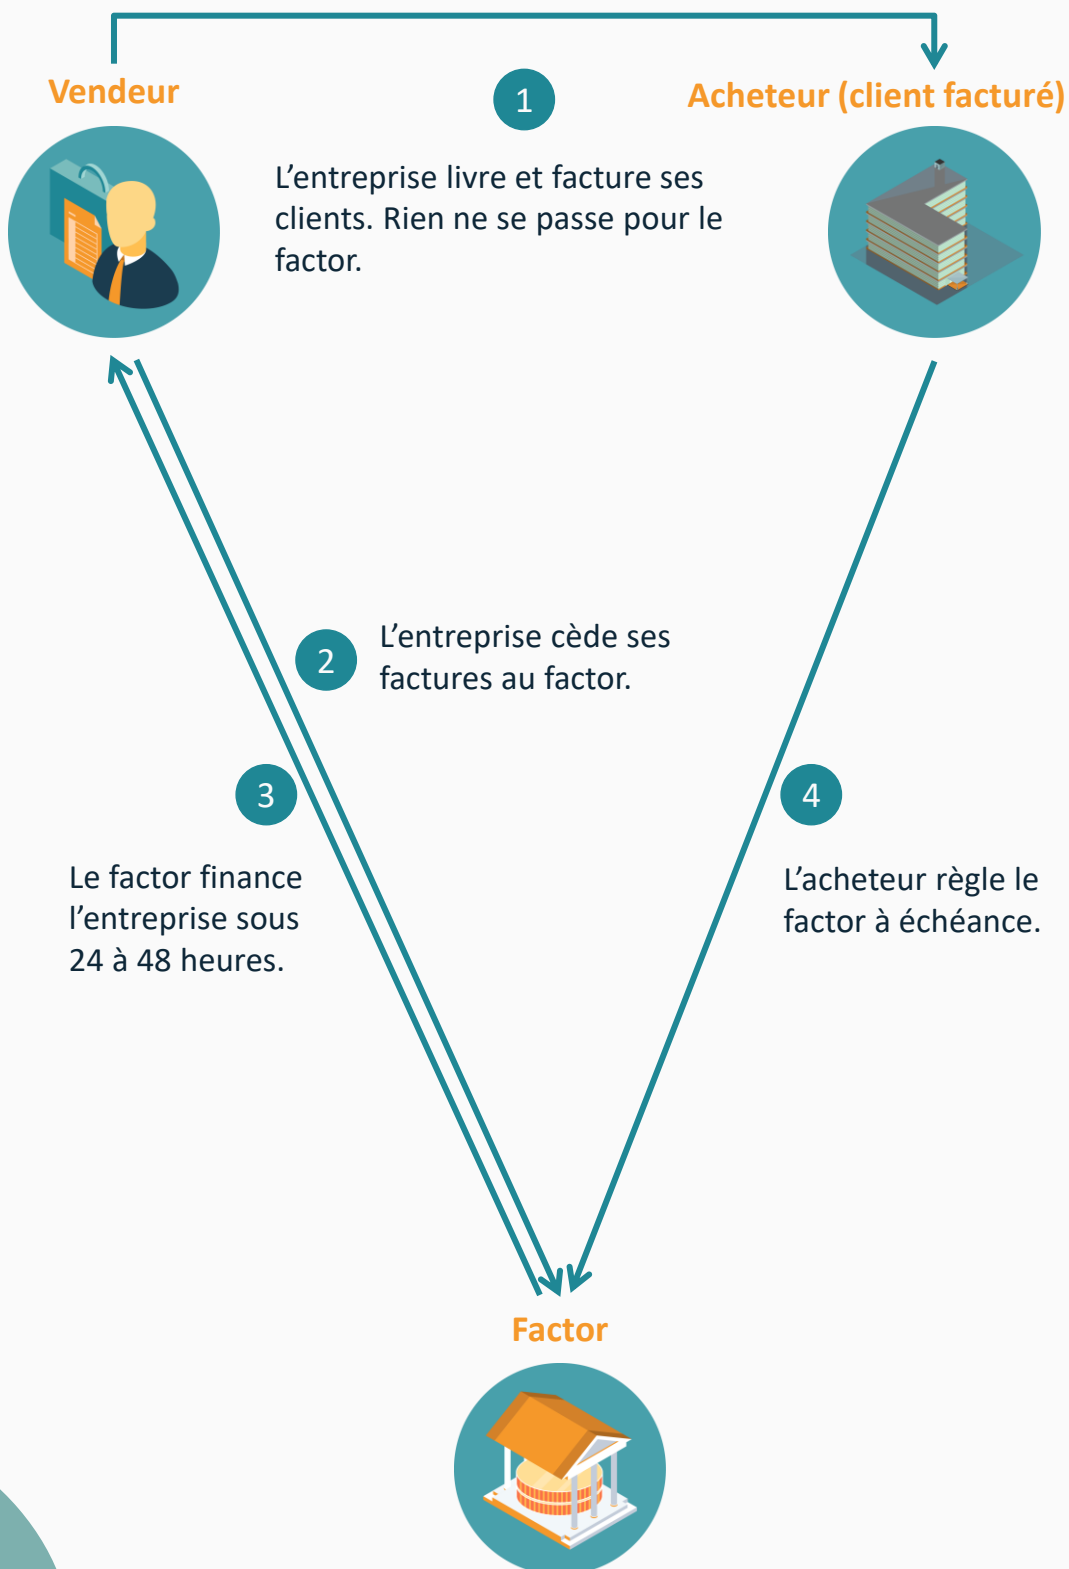 Vendeur
1
Acheteur (client facturé)
L’entreprise livre et facture ses
clients. Rien ne se passe pour le
factor.
2
L’entreprise cède ses
factures au factor.
3
Le factor finance
l’entreprise sous
24 à 48 heures.
4
L’acheteur règle le
factor à échéance.
Factor